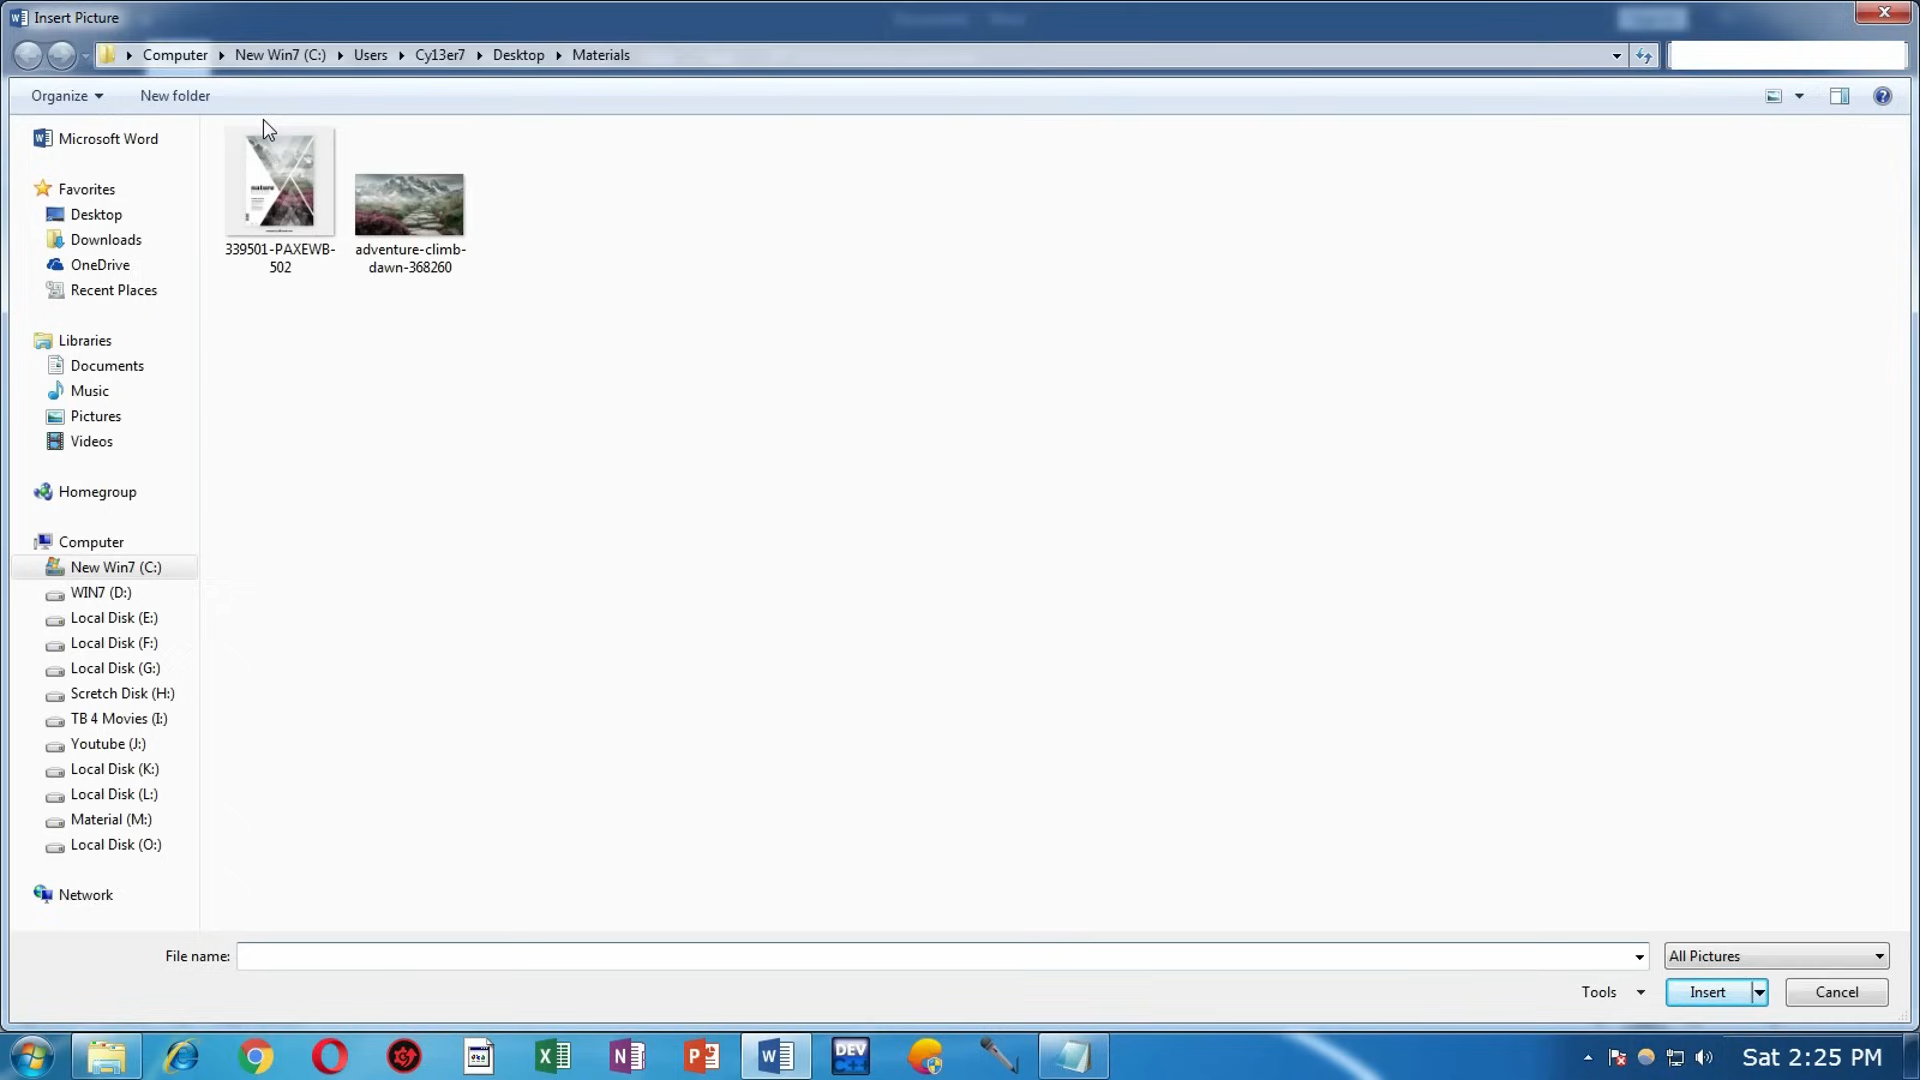 Insert Picture
Computer New Win7 (C:) Users Cy13er7 Desktop Materials
Organize New folder
Microsoft Word
Favorites
Desktop
Downloads
OneDrive
Recent Places
Libraries
Documents
Music
Pictures
Videos
Homegroup
Computer
New Win7 (C:)
WIN7 (D:)
Local Disk (E:)
Local Disk (F:)
Local Disk (G:)
Scretch Disk (H:)
TB 4 Movies (I:)
Youtube (J:)
Local Disk (K:)
Local Disk (L:)
Material (M:)
Local Disk (O:)
Network
nature
339501-PAXEWB-
502
adventure-climb-
dawn-368260
File name:
All Pictures
Tools Insert Cancel
DEV
C++
Sat 2:25 PM